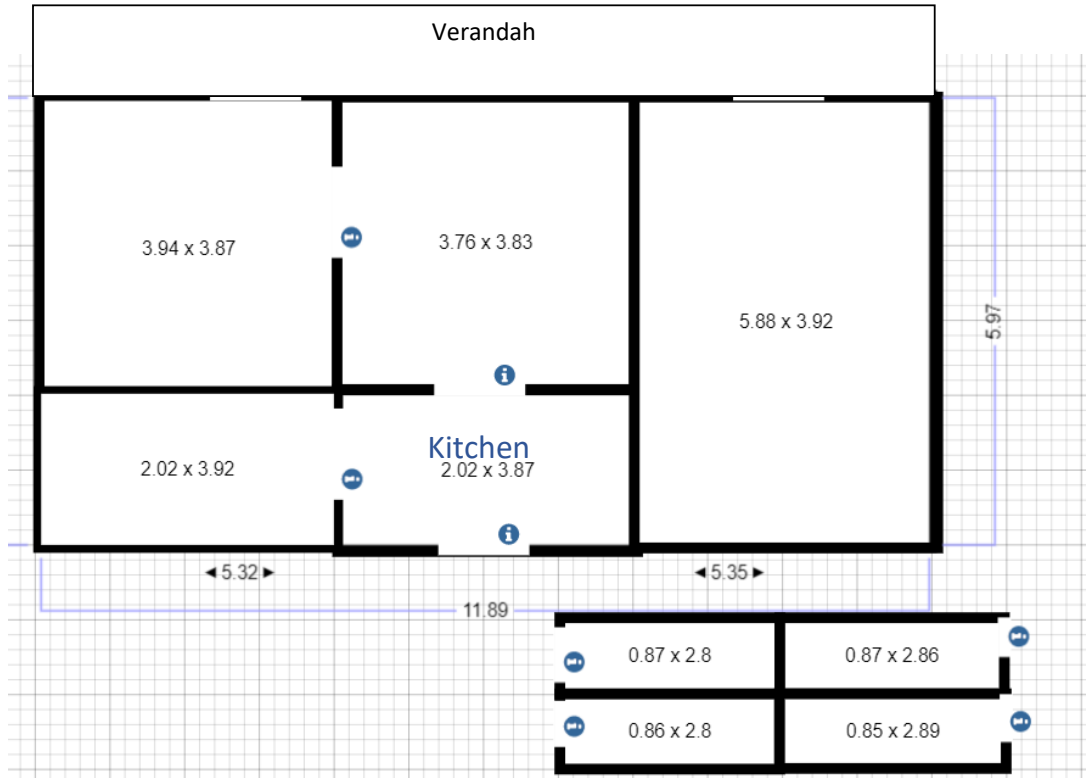 Verandah
3.94 x 3.87
3.76 x 3.83
5.88 x 3.92
5.97
Kitchen
2.02 x 3.92
2.02 x 3.87
5.32
5.35
11.89
0.87 x 2.8
0.87 x 2.86
0.86 x 2.8
0.85 x 2.89